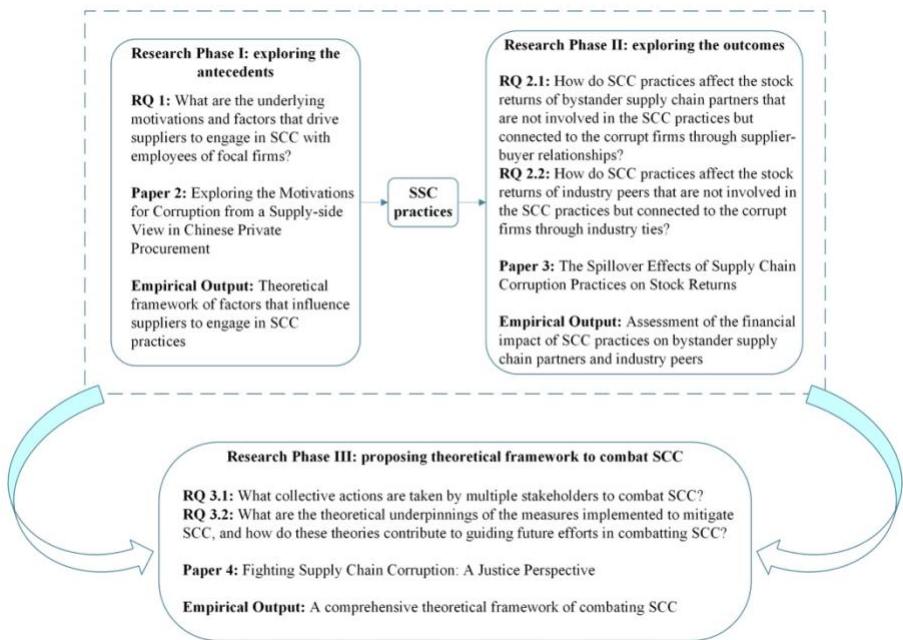 Research Phase I: exploring the
antecedents
RQ 1: What are the underlying
motivations and factors that drive
suppliers to engage in SCC with
employees of focal firms?
Paper 2: Exploring the Motivations
for Corruption from a Supply-side
View in Chinese Private
Procurement
Empirical Output: Theoretical
framework of factors that influence
suppliers to engage in SCC
practices
SSC
practices
Research Phase II: exploring the outcomes
RQ 2.1: How do SCC practices affect the stock
returns of bystander supply chain partners that
are not involved in the SCC practices but
connected to the corrupt firms through supplier-
buyer relationships?
RQ 2.2: How do SCC practices affect the stock
returns of industry peers that are not involved in
the SCC practices but connected to the corrupt
firms through industry ties?
Paper 3: The Spillover Effects of Supply Chain
Corruption Practices on Stock Returns
Empirical Output: Assessment of the financial
impact of SCC practices on bystander supply
chain partners and industry peers
Research Phase III: proposing theoretical framework to combat SCC
RQ 3.1: What collective actions are taken by multiple stakeholders to combat SCC?
RQ 3.2: What are the theoretical underpinnings of the measures implemented to mitigate
SCC, and how do these theories contribute to guiding future efforts in combatting SCC?
Paper 4: Fighting Supply Chain Corruption: A Justice Perspective
Empirical Output: A comprehensive theoretical framework of combating SCC